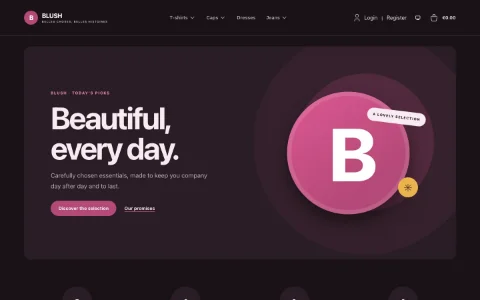 B
BLUSH
T-shirts
Caps
Dresses
Jeans
Login | Register
€0.00
BLUSH · TODAY'S PICKS
Beautiful,
every day.
Carefully chosen essentials, made to keep you company
day after day and to last.
Discover the selection
Our promises
A LOVELY SELECTION
B